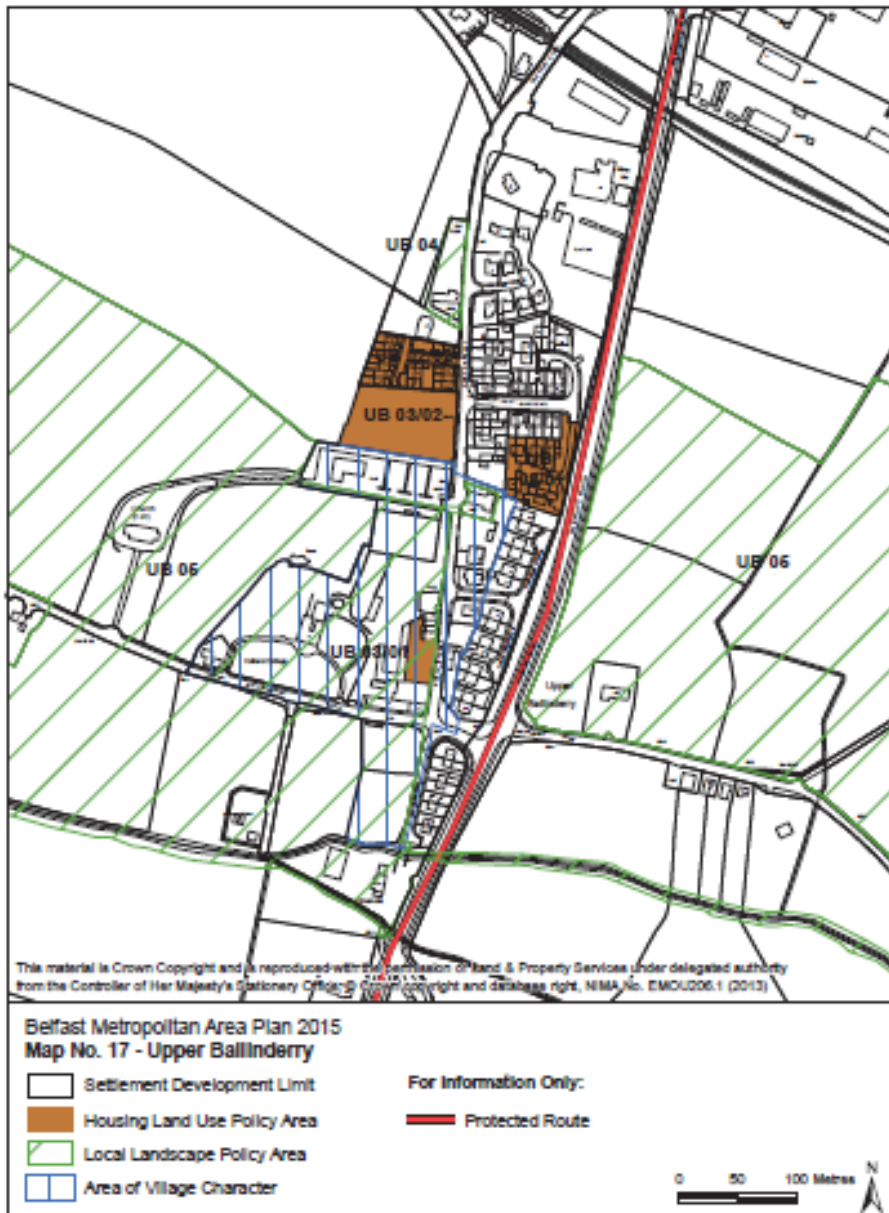 UB 04
UB 03/02
UB 05
UB 06
UB 03/01
Upper
Ballinderry
This material is Crown Copyright and is reproduced with the permission of Land & Property Services under delegated authority
from the Controller of Her Majesty's Stationery Office © Crown copyright and database right, NIMA No. EMOU206.1 (2013)
Belfast Metropolitan Area Plan 2015
Map No. 17 - Upper Ballinderry
Settlement Development Limit
Housing Land Use Policy Area
Local Landscape Policy Area
Area of Village Character
For Information Only:
Protected Route
0 50 100 Metres
N